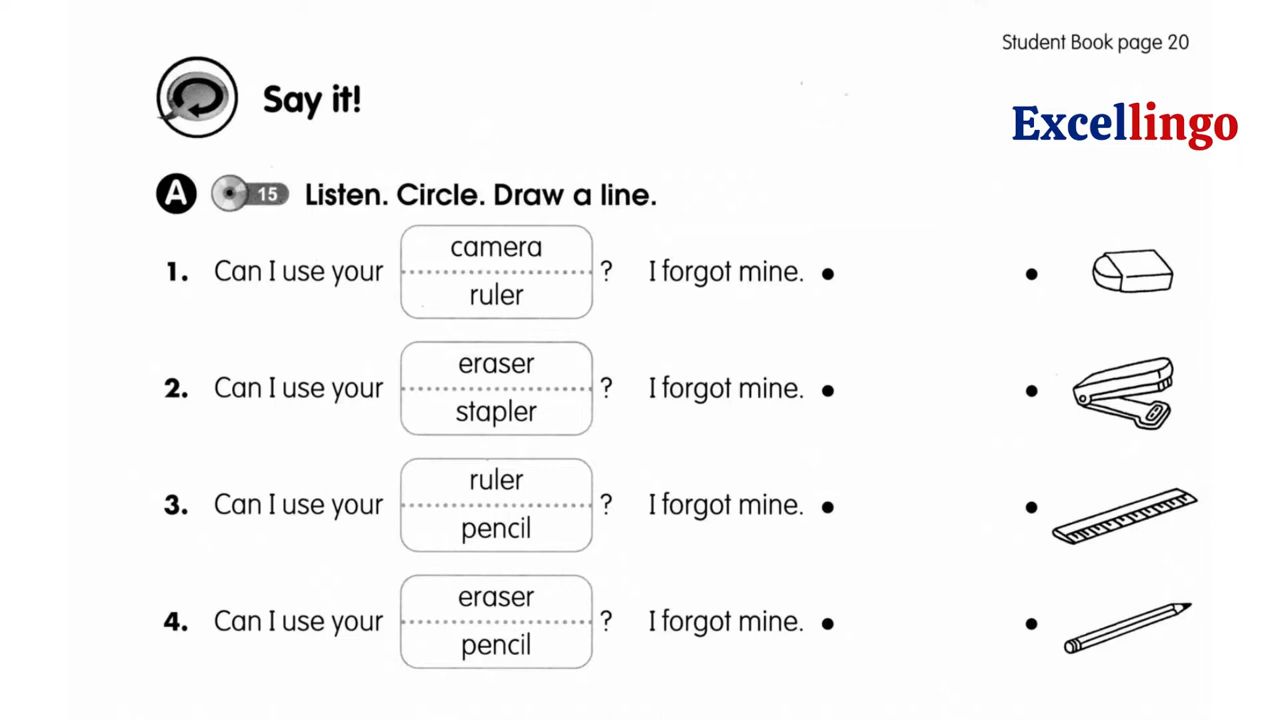 Student Book page 20
Say it!
Excellingo
A 15 Listen. Circle. Draw a line.
1. Can I use your camera ruler ? I forgot mine.
2. Can I use your eraser stapler ? I forgot mine.
3. Can I use your ruler pencil ? I forgot mine.
4. Can I use your eraser pencil ? I forgot mine.